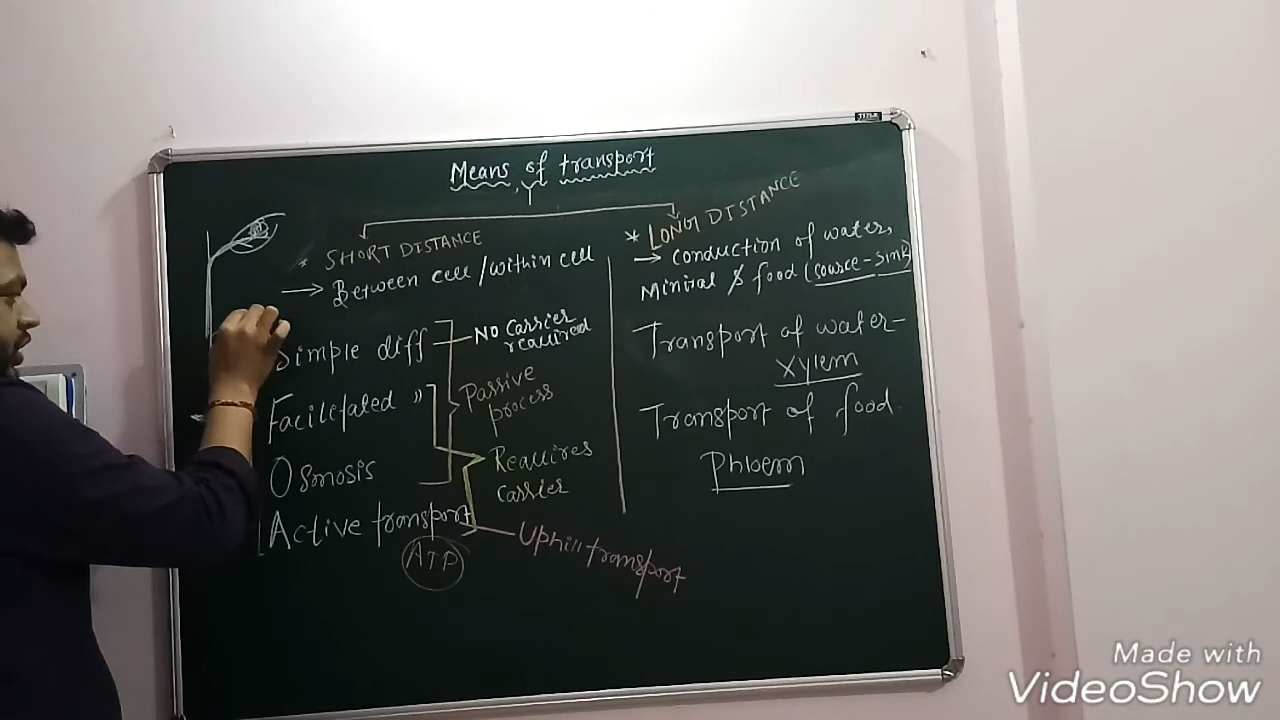 Means of transport
* SHORT DISTANCE
→ Between cell/within cell
Simple diff
No carrier
required
Facilitated "
Passive
process
Osmosis
Requires
carrier
Active transport
ATP
Uphill transport
* LONG DISTANCE
→ Conduction of water,
Miniral & food (source-sink)
Transport of water-
Xylem
Transport of food
Phloem
Made with
VideoShow